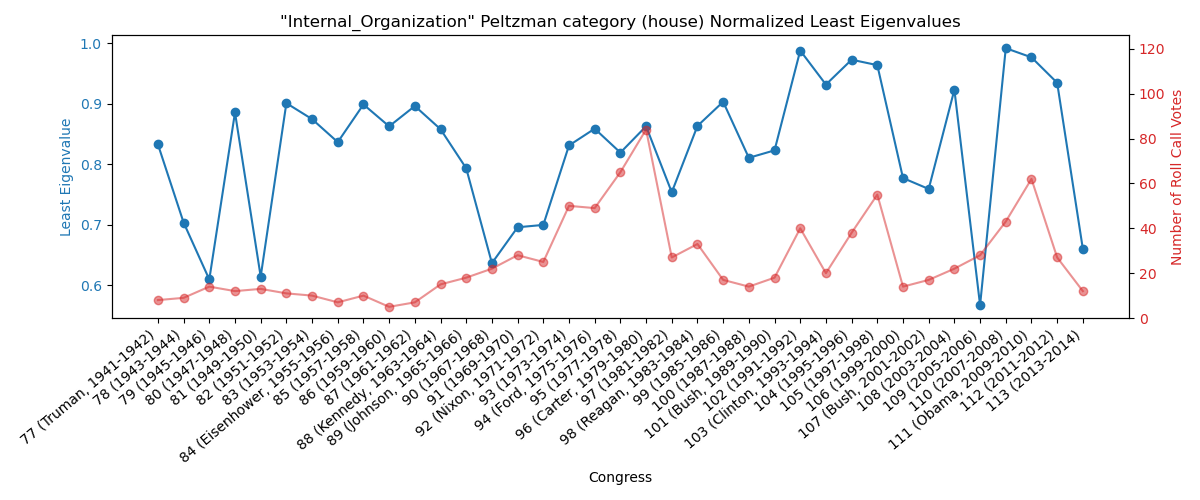 "Internal_Organization" Peltzman category (house) Normalized Least Eigenvalues
Least Eigenvalue
1.0
0.9
0.8
0.7
0.6
Number of Roll Call Votes
120
100
80
60
40
20
0
77 (Truman, 1941-1942)
78 (1943-1944)
79 (1945-1946)
80 (1947-1948)
81 (1949-1950)
82 (1951-1952)
83 (1953-1954)
84 (Eisenhower, 1955-1956)
85 (1957-1958)
86 (1959-1960)
87 (1961-1962)
88 (Kennedy, 1963-1964)
89 (Johnson, 1965-1966)
90 (1967-1968)
91 (1969-1970)
92 (Nixon, 1971-1972)
93 (1973-1974)
94 (Ford, 1975-1976)
95 (1977-1978)
96 (Carter, 1979-1980)
97 (1981-1982)
98 (Reagan, 1983-1984)
99 (1985-1986)
100 (1987-1988)
101 (Bush, 1989-1990)
102 (1991-1992)
103 (Clinton, 1993-1994)
104 (1995-1996)
105 (1997-1998)
106 (1999-2000)
107 (Bush, 2001-2002)
108 (2003-2004)
109 (2005-2006)
110 (2007-2008)
111 (Obama, 2009-2010)
112 (2011-2012)
113 (2013-2014)
Congress